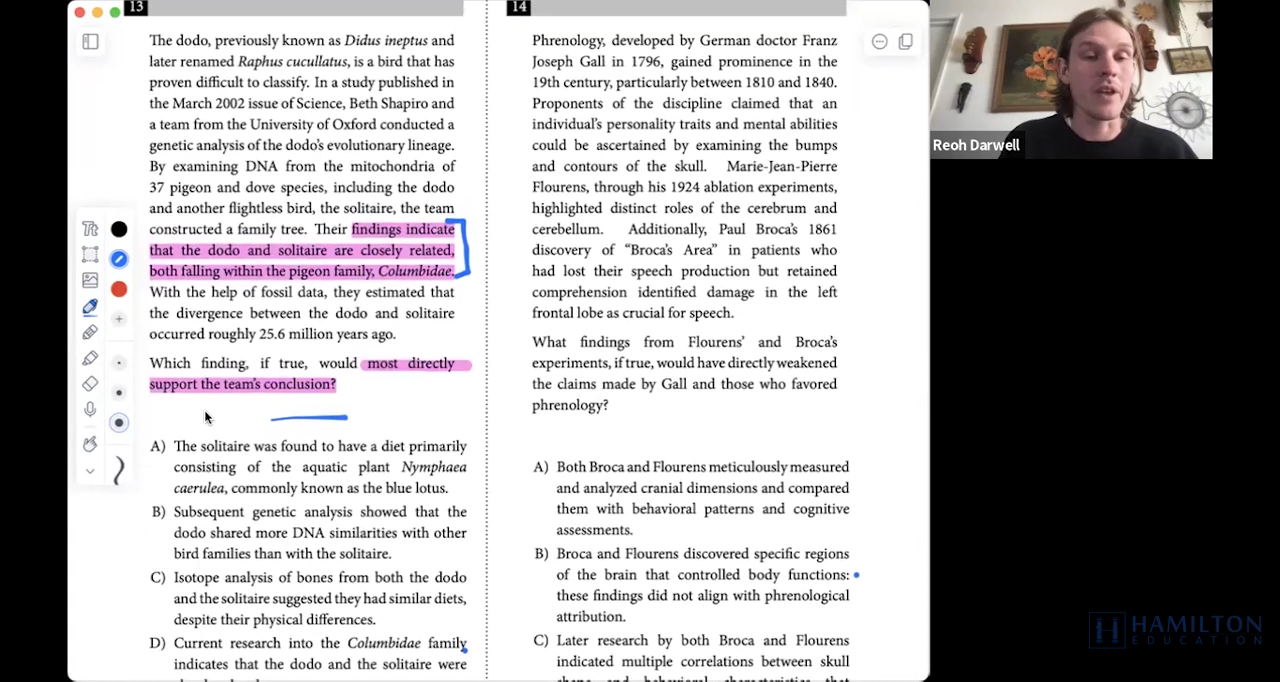 13
The dodo, previously known as Didus ineptus and
later renamed Raphus cucullatus, is a bird that has
proven difficult to classify. In a study published in
the March 2002 issue of Science, Beth Shapiro and
a team from the University of Oxford conducted a
genetic analysis of the dodo's evolutionary lineage.
By examining DNA from the mitochondria of
37 pigeon and dove species, including the dodo
and another flightless bird, the solitaire, the team
constructed a family tree. Their findings indicate
that the dodo and solitaire are closely related,
both falling within the pigeon family, Columbidae.
With the help of fossil data, they estimated that
the divergence between the dodo and solitaire
occurred roughly 25.6 million years ago.
Which finding, if true, would most directly
support the team's conclusion?
A) The solitaire was found to have a diet primarily
consisting of the aquatic plant Nymphaea
caerulea, commonly known as the blue lotus.
B) Subsequent genetic analysis showed that the
dodo shared more DNA similarities with other
bird families than with the solitaire.
C) Isotope analysis of bones from both the dodo
and the solitaire suggested they had similar diets,
despite their physical differences.
D) Current research into the Columbidae family
indicates that the dodo and the solitaire were
14
Phrenology, developed by German doctor Franz
Joseph Gall in 1796, gained prominence in the
19th century, particularly between 1810 and 1840.
Proponents of the discipline claimed that an
individual's personality traits and mental abilities
could be ascertained by examining the bumps
and contours of the skull. Marie-Jean-Pierre
Flourens, through his 1924 ablation experiments,
highlighted distinct roles of the cerebrum and
cerebellum. Additionally, Paul Broca's 1861
discovery of "Broca's Area" in patients who
had lost their speech production but retained
comprehension identified damage in the left
frontal lobe as crucial for speech.
What findings from Flourens' and Broca's
experiments, if true, would have directly weakened
the claims made by Gall and those who favored
phrenology?
A) Both Broca and Flourens meticulously measured
and analyzed cranial dimensions and compared
them with behavioral patterns and cognitive
assessments.
B) Broca and Flourens discovered specific regions
of the brain that controlled body functions:
these findings did not align with phrenological
attribution.
C) Later research by both Broca and Flourens
indicated multiple correlations between skull
Reoh Darwell
HAMILTON
EDUCATION